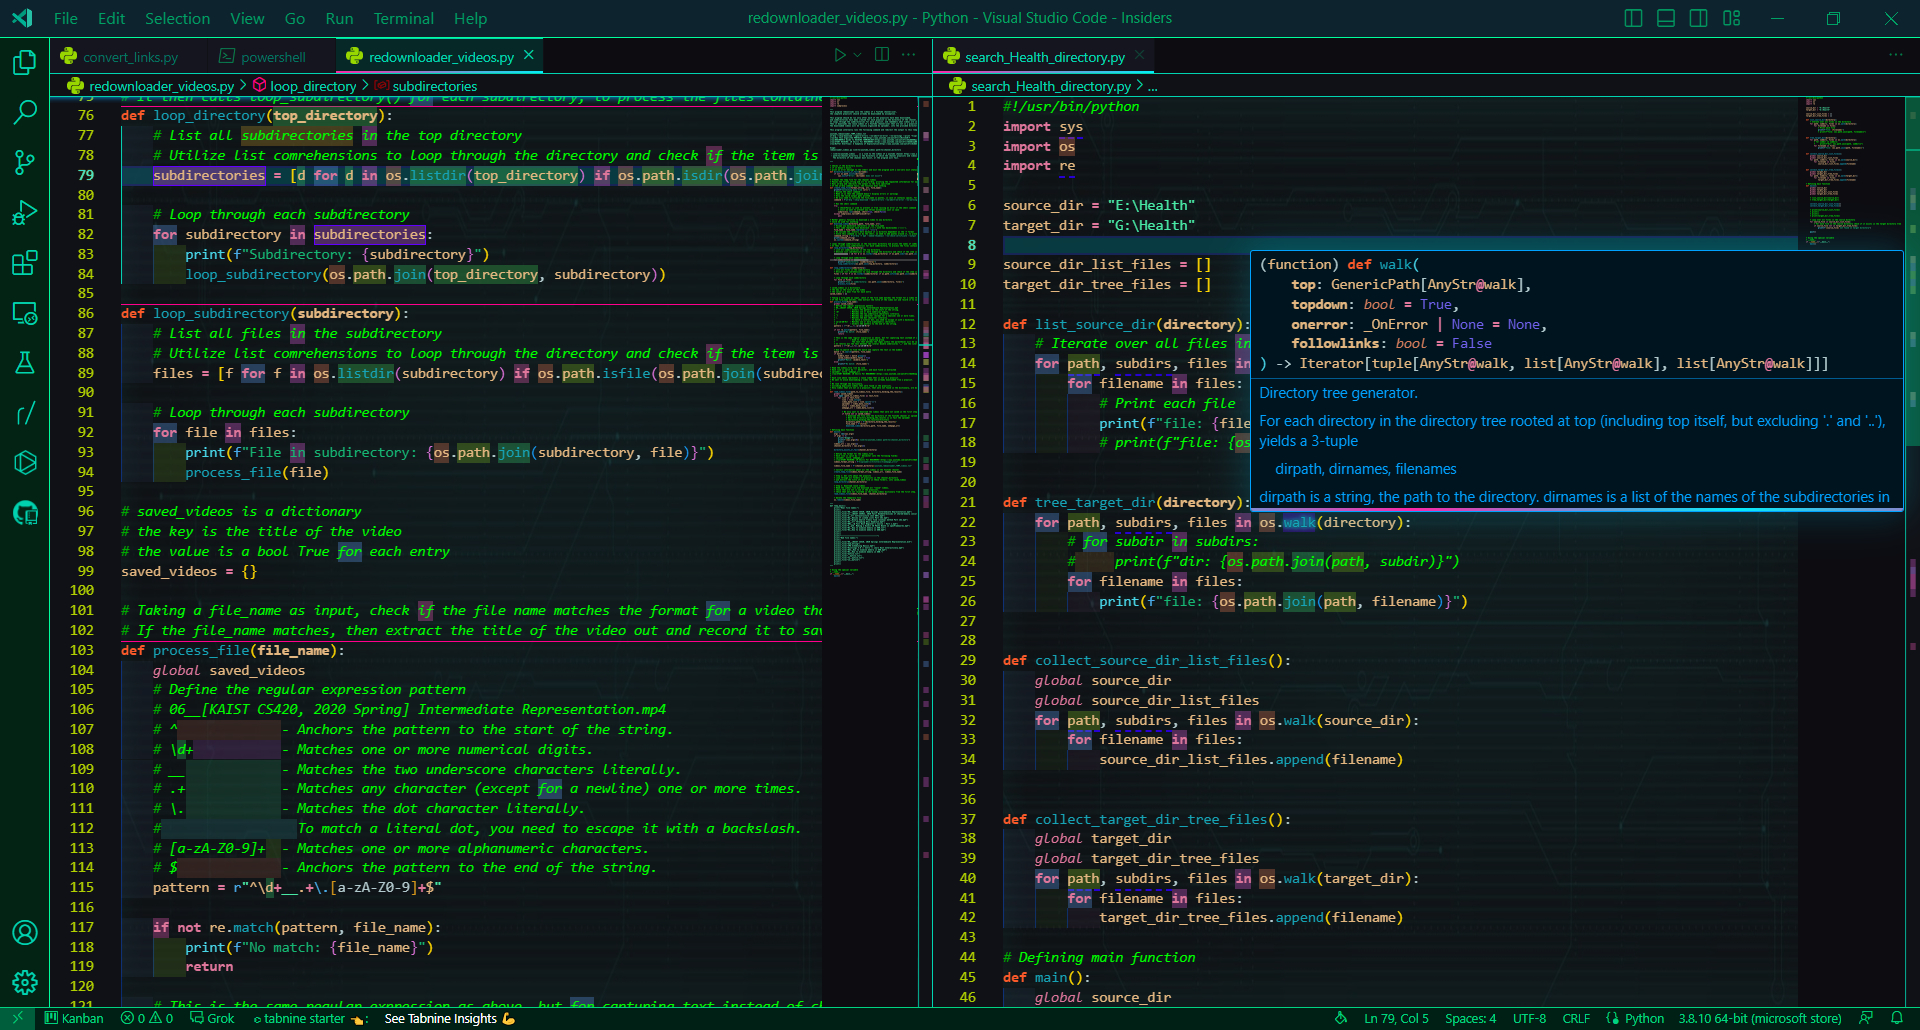 File Edit Selection View Go Run Terminal Help
redownloader_videos.py - Python - Visual Studio Code - Insiders
convert_links.py powershell redownloader_videos.py
redownloader_videos.py > loop_directory > subdirectories
75 # It then calls loop_subdirectory() for each subdirectory, to process the files
76 def loop_directory(top_directory):
77 # List all subdirectories in the top directory
78 # Utilize list comrehensions to loop through the directory and check if the item is
79 subdirectories = [d for d in os.listdir(top_directory) if os.path.isdir(os.path.join
80
81 # Loop through each subdirectory
82 for subdirectory in subdirectories:
83 print(f"Subdirectory: {subdirectory}")
84 loop_subdirectory(os.path.join(top_directory, subdirectory))
85
86 def loop_subdirectory(subdirectory):
87 # List all files in the subdirectory
88 # Utilize list comrehensions to loop through the directory and check if the item is
89 files = [f for f in os.listdir(subdirectory) if os.path.isfile(os.path.join(subdirec
90
91 # Loop through each subdirectory
92 for file in files:
93 print(f"File in subdirectory: {os.path.join(subdirectory, file)}")
94 process_file(file)
95
96 # saved_videos is a dictionary
97 # the key is the title of the video
98 # the value is a bool True for each entry
99 saved_videos = {}
100
101 # Taking a file_name as input, check if the file name matches the format for a video tha
102 # If the file_name matches, then extract the title of the video out and record it to sav
103 def process_file(file_name):
104 global saved_videos
105 # Define the regular expression pattern
106 # 06__[KAIST CS420, 2020 Spring] Intermediate Representation.mp4
107 # ^ - Anchors the pattern to the start of the string.
108 # \d+ - Matches one or more numerical digits.
109 # __ - Matches the two underscore characters literally.
110 # .+ - Matches any character (except for a newline) one or more times.
111 # \. - Matches the dot character literally.
112 # To match a literal dot, you need to escape it with a backslash.
113 # [a-zA-Z0-9]+ - Matches one or more alphanumeric characters.
114 # $ - Anchors the pattern to the end of the string.
115 pattern = r"^\d+__.+\.[a-zA-Z0-9]+$"
116
117 if not re.match(pattern, file_name):
118 print(f"No match: {file_name}")
119 return
120
121 # This is the same regular expression as above, but for capturing text instead of ch
search_Health_directory.py
search_Health_directory.py > ...
1 #!/usr/bin/python
2 import sys
3 import os
4 import re
5
6 source_dir = "E:\Health"
7 target_dir = "G:\Health"
8
9 source_dir_list_files = []
10 target_dir_tree_files = []
11
12 def list_source_dir(directory):
13 # Iterate over all files in
14 for path, subdirs, files in
15 for filename in files:
16 # Print each file
17 print(f"file: {file
18 # print(f"file: {os
19
20
21 def tree_target_dir(directory):
22 for path, subdirs, files in os.walk(directory):
23 # for subdir in subdirs:
24 # print(f"dir: {os.path.join(path, subdir)}")
25 for filename in files:
26 print(f"file: {os.path.join(path, filename)}")
27
28
29 def collect_source_dir_list_files():
30 global source_dir
31 global source_dir_list_files
32 for path, subdirs, files in os.walk(source_dir):
33 for filename in files:
34 source_dir_list_files.append(filename)
35
36
37 def collect_target_dir_tree_files():
38 global target_dir
39 global target_dir_tree_files
40 for path, subdirs, files in os.walk(target_dir):
41 for filename in files:
42 target_dir_tree_files.append(filename)
43
44 # Defining main function
45 def main():
46 global source_dir
(function) def walk(
top: GenericPath[AnyStr@walk],
topdown: bool = True,
onerror: _OnError | None = None,
followlinks: bool = False
) -> Iterator[tuple[AnyStr@walk, list[AnyStr@walk], list[AnyStr@walk]]]
Directory tree generator.
For each directory in the directory tree rooted at top (including top itself, but excluding '.' and '..'),
yields a 3-tuple
dirpath, dirnames, filenames
dirpath is a string, the path to the directory. dirnames is a list of the names of the subdirectories in
Kanban 0 0 Grok tabnine starter See Tabnine Insights Ln 79, Col 5 Spaces: 4 UTF-8 CRLF Python 3.8.10 64-bit (microsoft store)